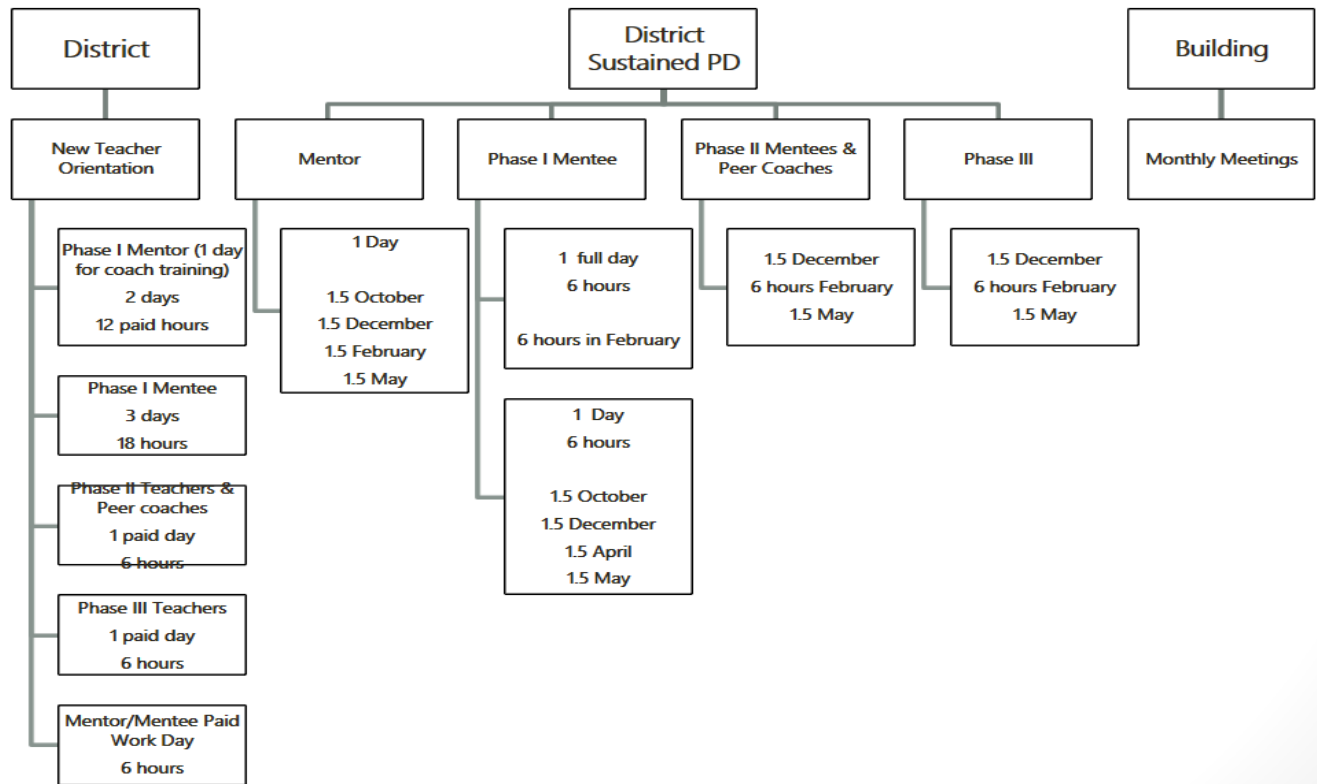 District
New Teacher
Orientation
Phase I Mentor (1 day
for coach training)
2 days
12 paid hours
Phase I Mentee
3 days
18 hours
Phase II Teachers &
Peer coaches
1 paid day
6 hours
Phase III Teachers
1 paid day
6 hours
Mentor/Mentee Paid
Work Day
6 hours
District
Sustained PD
Mentor
1 Day
1.5 October
1.5 December
1.5 February
1.5 May
Phase I Mentee
1 full day
6 hours
6 hours in February
1 Day
6 hours
1.5 October
1.5 December
1.5 April
1.5 May
Phase II Mentees &
Peer Coaches
1.5 December
6 hours February
1.5 May
Phase III
1.5 December
6 hours February
1.5 May
Building
Monthly Meetings